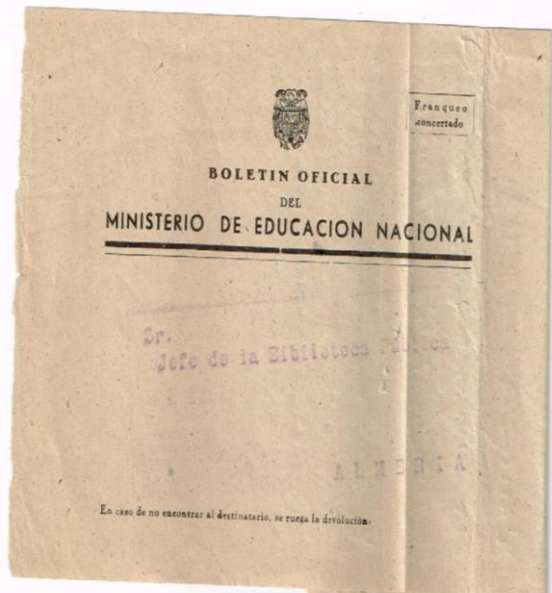 Franqueo
concertado
BOLETIN OFICIAL
DEL
MINISTERIO DE EDUCACION NACIONAL
Sr.
Jefe de la Biblioteca Pública
ALMERIA
En caso de no encontrar al destinatario, se ruega la devolución.